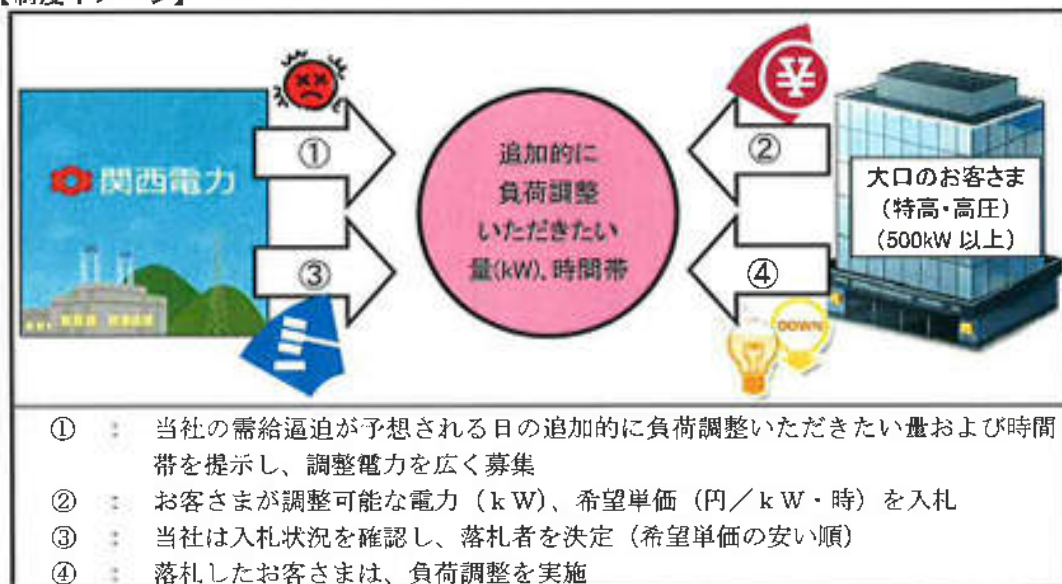 関西電力
①
②
③
④
¥
追加的に
負荷調整
いただきたい
量(kW)、時間帯
大口のお客さま
(特高・高圧)
(500kW 以上)
DOWN
① : 当社の需給逼迫が予想される日の追加的に負荷調整いただきたい量および時間
帯を提示し、調整電力を広く募集
② : お客さまが調整可能な電力（kW）、希望単価（円／kW・時）を入札
③ : 当社は入札状況を確認し、落札者を決定（希望単価の安い順）
④ : 落札したお客さまは、負荷調整を実施